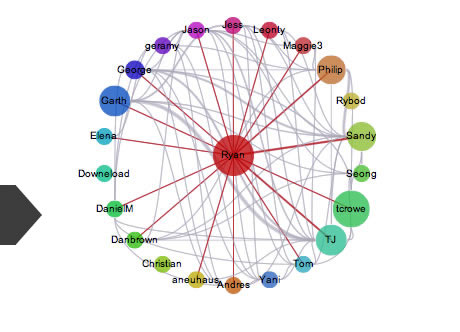 Jess
Jason
Leonty
geramy
Maggie3
George
Philip
Garth
Rybod
Elena
Sandy
Ryan
Download
Seong
DanielM
tcrowe
Danbrown
TJ
Christian
Tom
aneuhaus
Andres
Yani